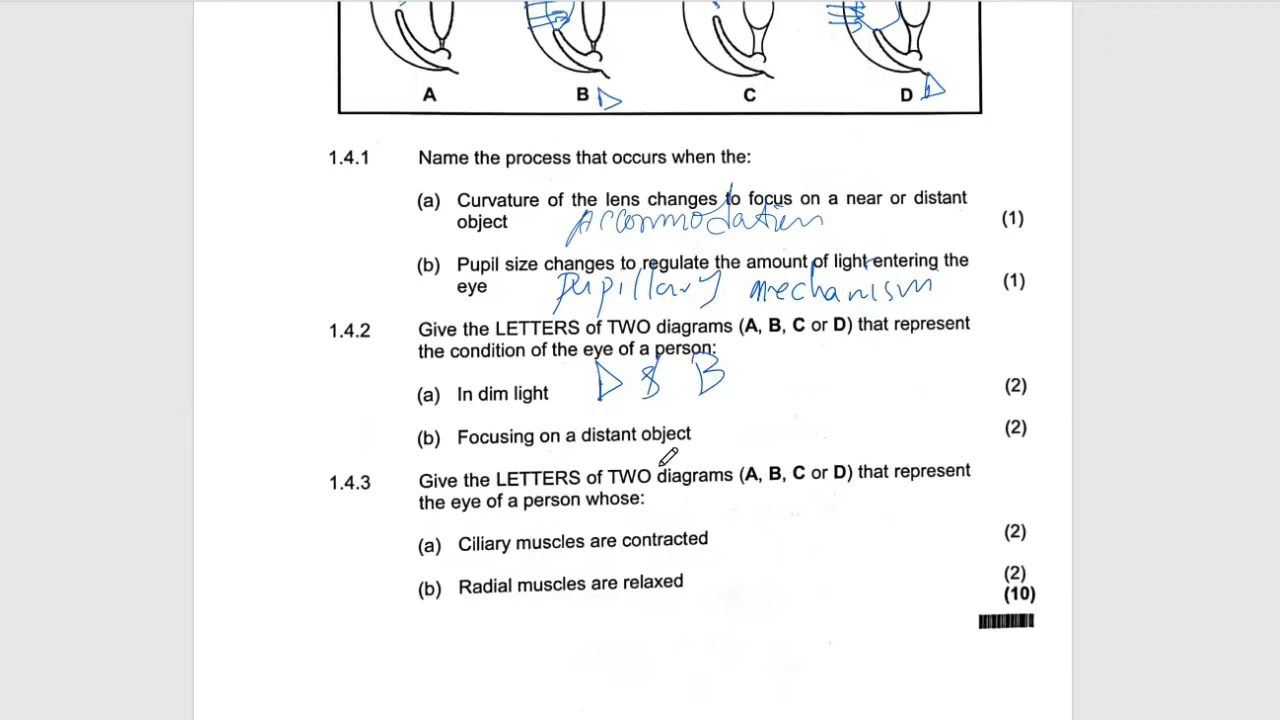 A B D C D D
1.4.1 Name the process that occurs when the:
(a) Curvature of the lens changes to focus on a near or distant
object Accommodation (1)
(b) Pupil size changes to regulate the amount of light entering the
eye Pupillary mechanism (1)
1.4.2 Give the LETTERS of TWO diagrams (A, B, C or D) that represent
the condition of the eye of a person:
(a) In dim light D & B (2)
(b) Focusing on a distant object (2)
1.4.3 Give the LETTERS of TWO diagrams (A, B, C or D) that represent
the eye of a person whose:
(a) Ciliary muscles are contracted (2)
(b) Radial muscles are relaxed (2)
(10)